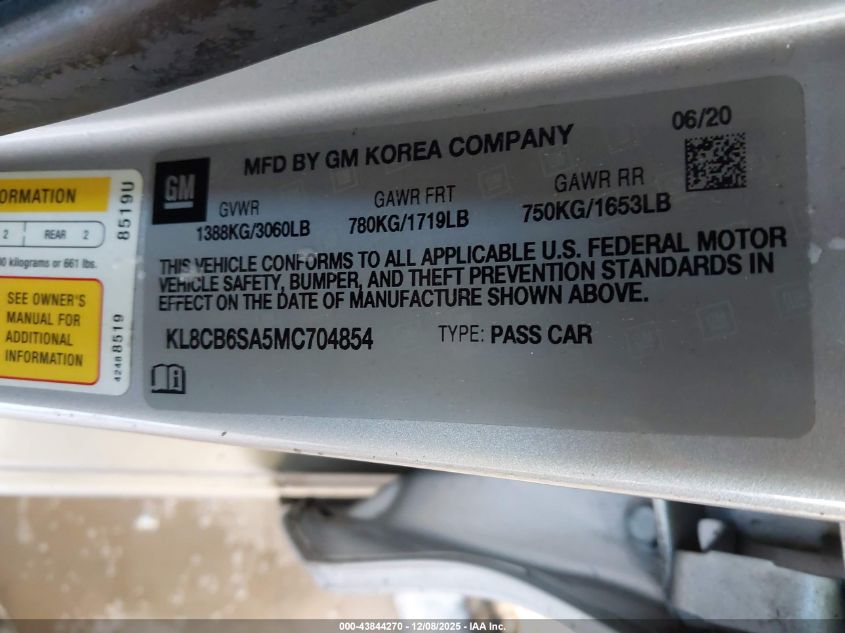 ORMATION
2 | REAR 2
0 kilograms or 661 lbs.
SEE OWNER'S
MANUAL FOR
ADDITIONAL
INFORMATION
8519U
4248 8519
GM
MFD BY GM KOREA COMPANY
06/20
GVWR
1388KG/3060LB
GAWR FRT
780KG/1719LB
GAWR RR
750KG/1653LB
THIS VEHICLE CONFORMS TO ALL APPLICABLE U.S. FEDERAL MOTOR
VEHICLE SAFETY, BUMPER, AND THEFT PREVENTION STANDARDS IN
EFFECT ON THE DATE OF MANUFACTURE SHOWN ABOVE.
KL8CB6SA5MC704854 TYPE: PASS CAR
000-43844270 - 12/08/2025 - IAA Inc.